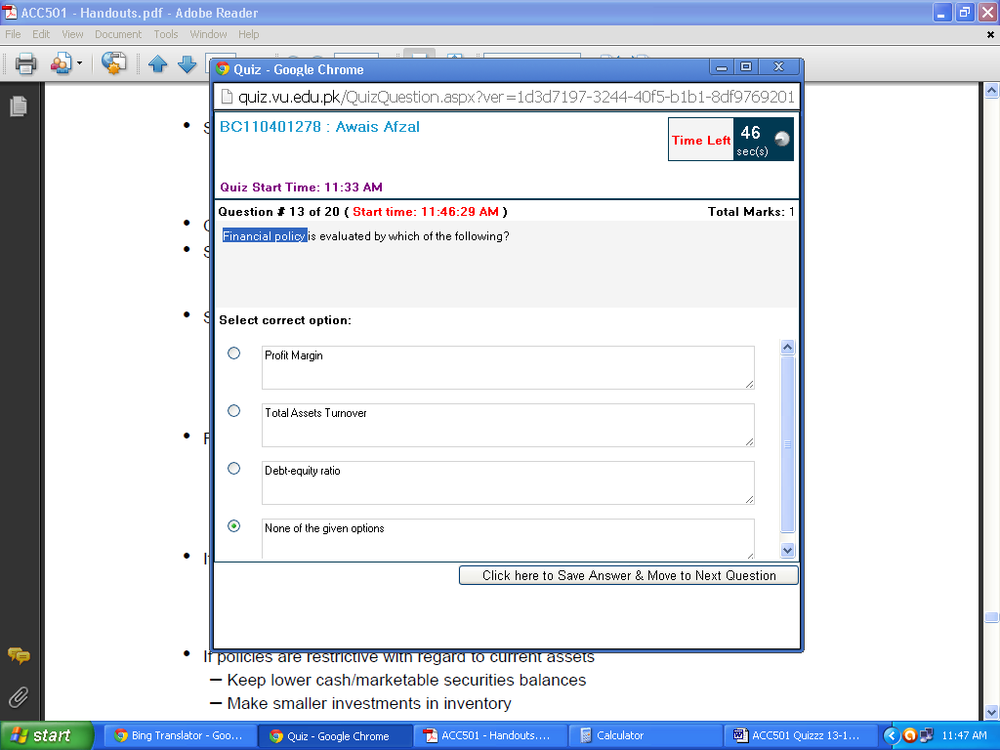 ACC501 - Handouts.pdf - Adobe Reader
File Edit View Document Tools Window Help
Quiz - Google Chrome
quiz.vu.edu.pk/QuizQuestion.aspx?ver=1d3d7197-3244-40f5-b1b1-8df9769201
BC110401278 : Awais Afzal
Time Left 46 sec(s)
Quiz Start Time: 11:33 AM
Question # 13 of 20 ( Start time: 11:46:29 AM ) Total Marks: 1
Financial policy is evaluated by which of the following?
Select correct option:
Profit Margin
Total Assets Turnover
Debt-equity ratio
None of the given options
Click here to Save Answer & Move to Next Question
If policies are restrictive with regard to current assets
– Keep lower cash/marketable securities balances
– Make smaller investments in inventory
start Bing Translator - Goo... Quiz - Google Chrome ACC501 - Handouts.... Calculator ACC501 Quizzz 13-1... 11:47 AM